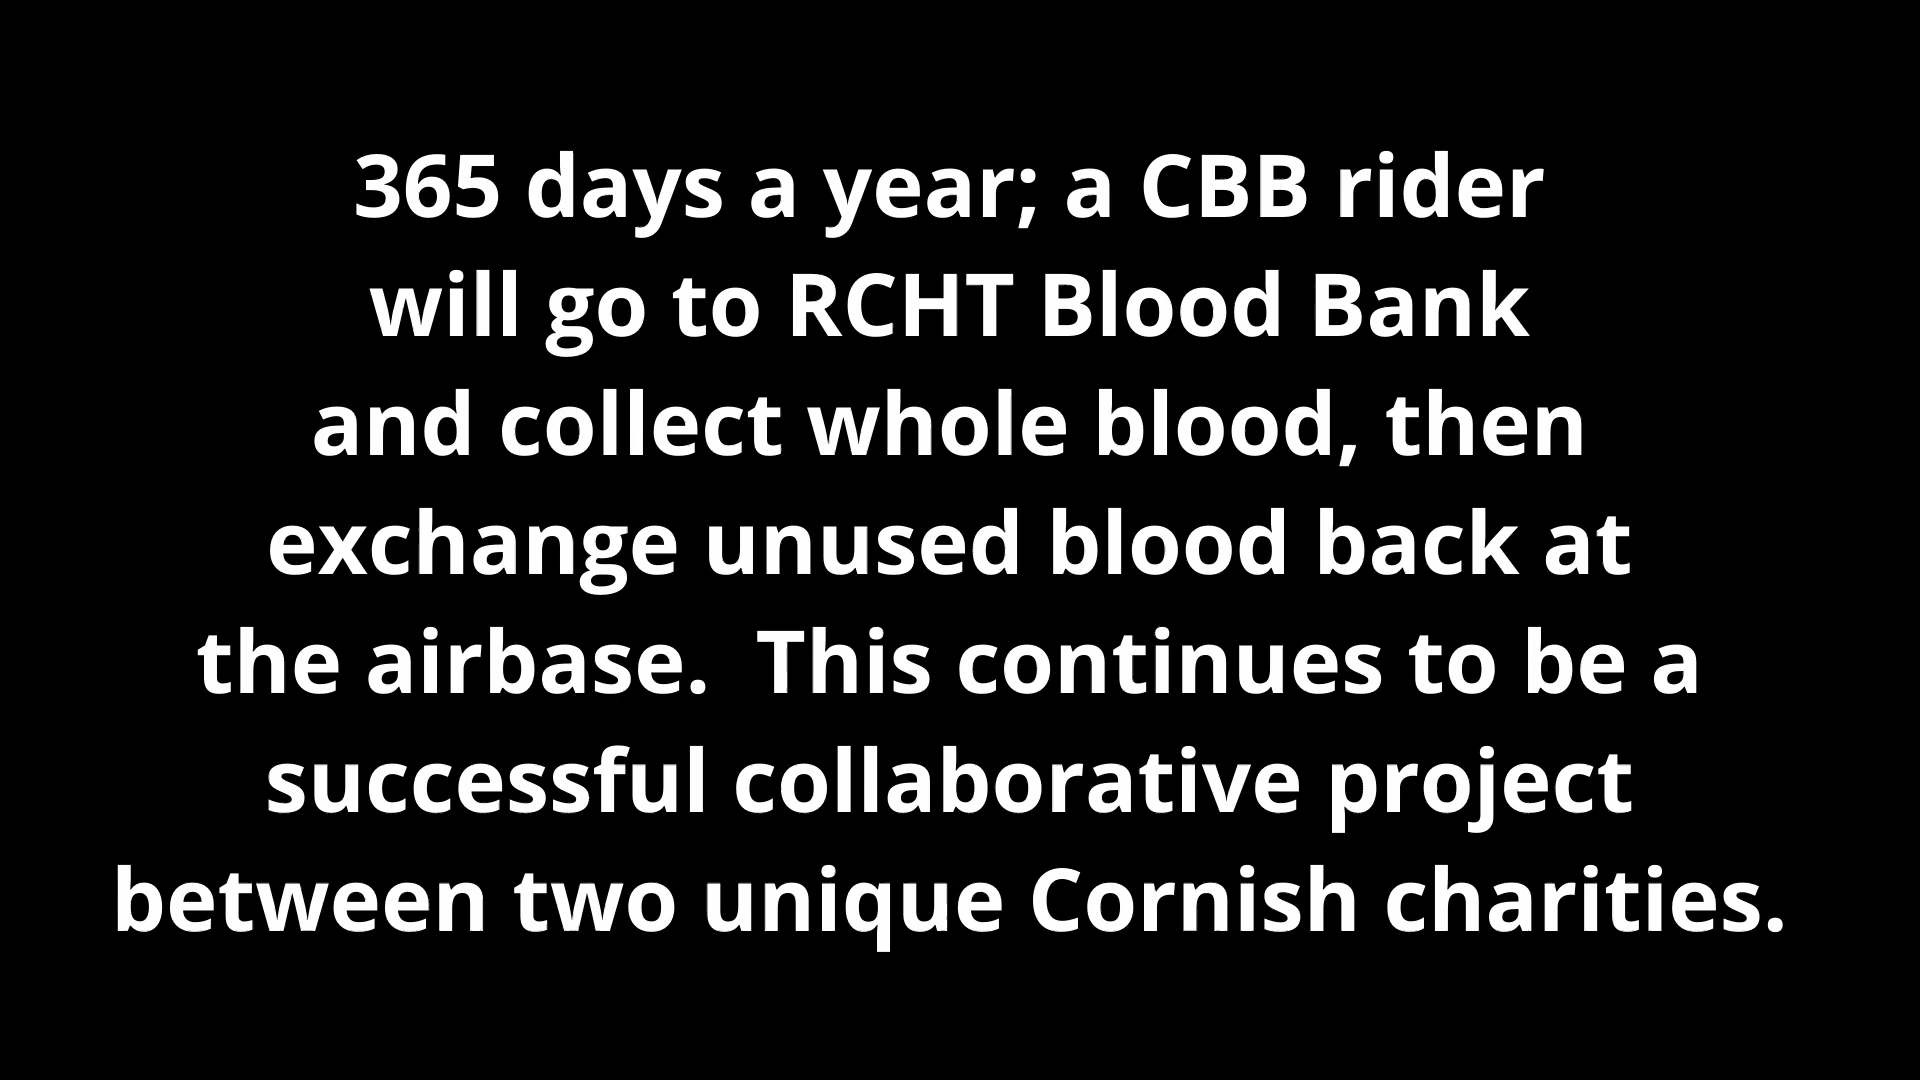 365 days a year; a CBB rider
will go to RCHT Blood Bank
and collect whole blood, then
exchange unused blood back at
the airbase.  This continues to be a
successful collaborative project
between two unique Cornish charities.